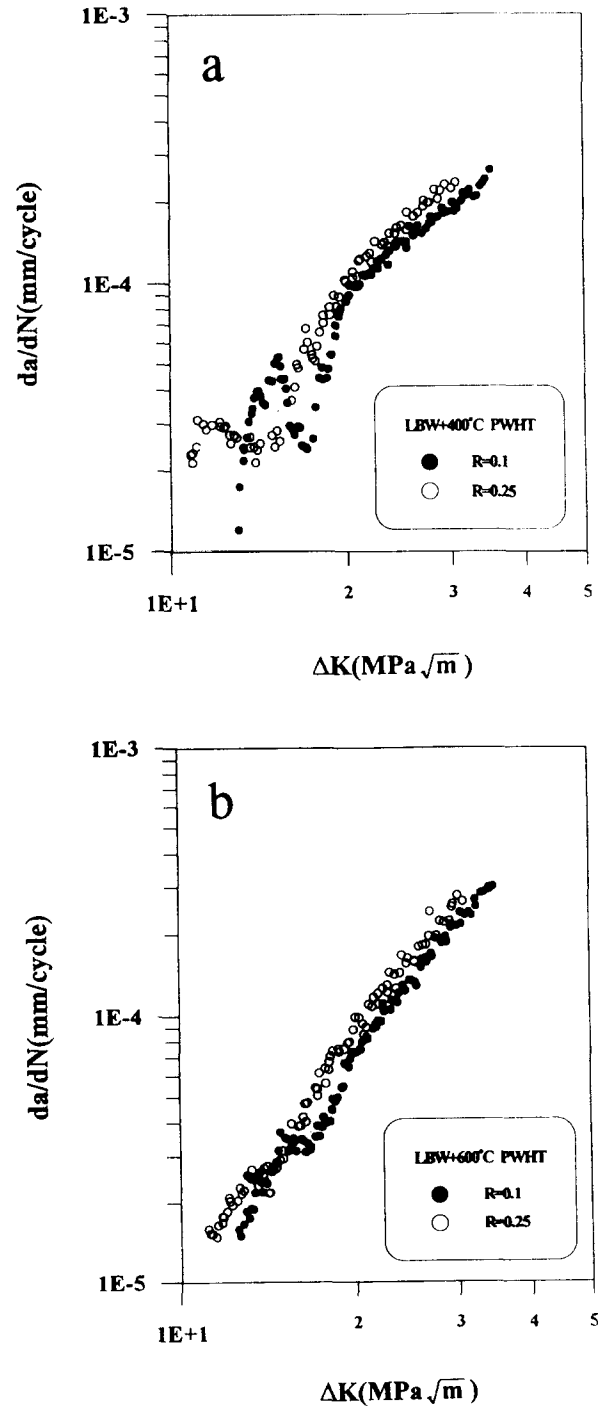 1E-3
a
da/dN(mm/cycle)
1E-4
LBW+400°C PWHT
R=0.1
R=0.25
1E-5
1E+1
2
3
4
5
ΔK(MPa √m)
1E-3
b
da/dN(mm/cycle)
1E-4
LBW+600°C PWHT
R=0.1
R=0.25
1E-5
1E+1
2
3
4
5
ΔK(MPa √m)